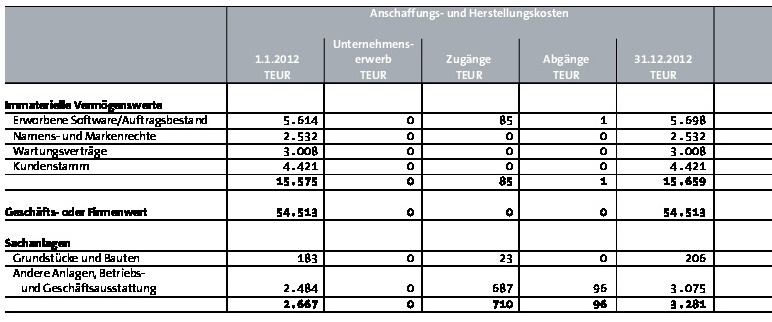 Anschaffungs- und Herstellungskosten
1.1.2012 TEUR Unternehmens-erwerb TEUR Zugänge TEUR Abgänge TEUR 31.12.2012 TEUR
Immaterielle Vermögenswerte
Erworbene Software/Auftragsbestand 5.614 0 85 1 5.698
Namens- und Markenrechte 2.532 0 0 0 2.532
Wartungsverträge 3.008 0 0 0 3.008
Kundenstamm 4.421 0 0 0 4.421
15.575 0 85 1 15.659
Geschäfts- oder Firmenwert 54.513 0 0 0 54.513
Sachanlagen
Grundstücke und Bauten 183 0 23 0 206
Andere Anlagen, Betriebs-
und Geschäftsausstattung 2.484 0 687 96 3.075
2.667 0 710 96 3.281